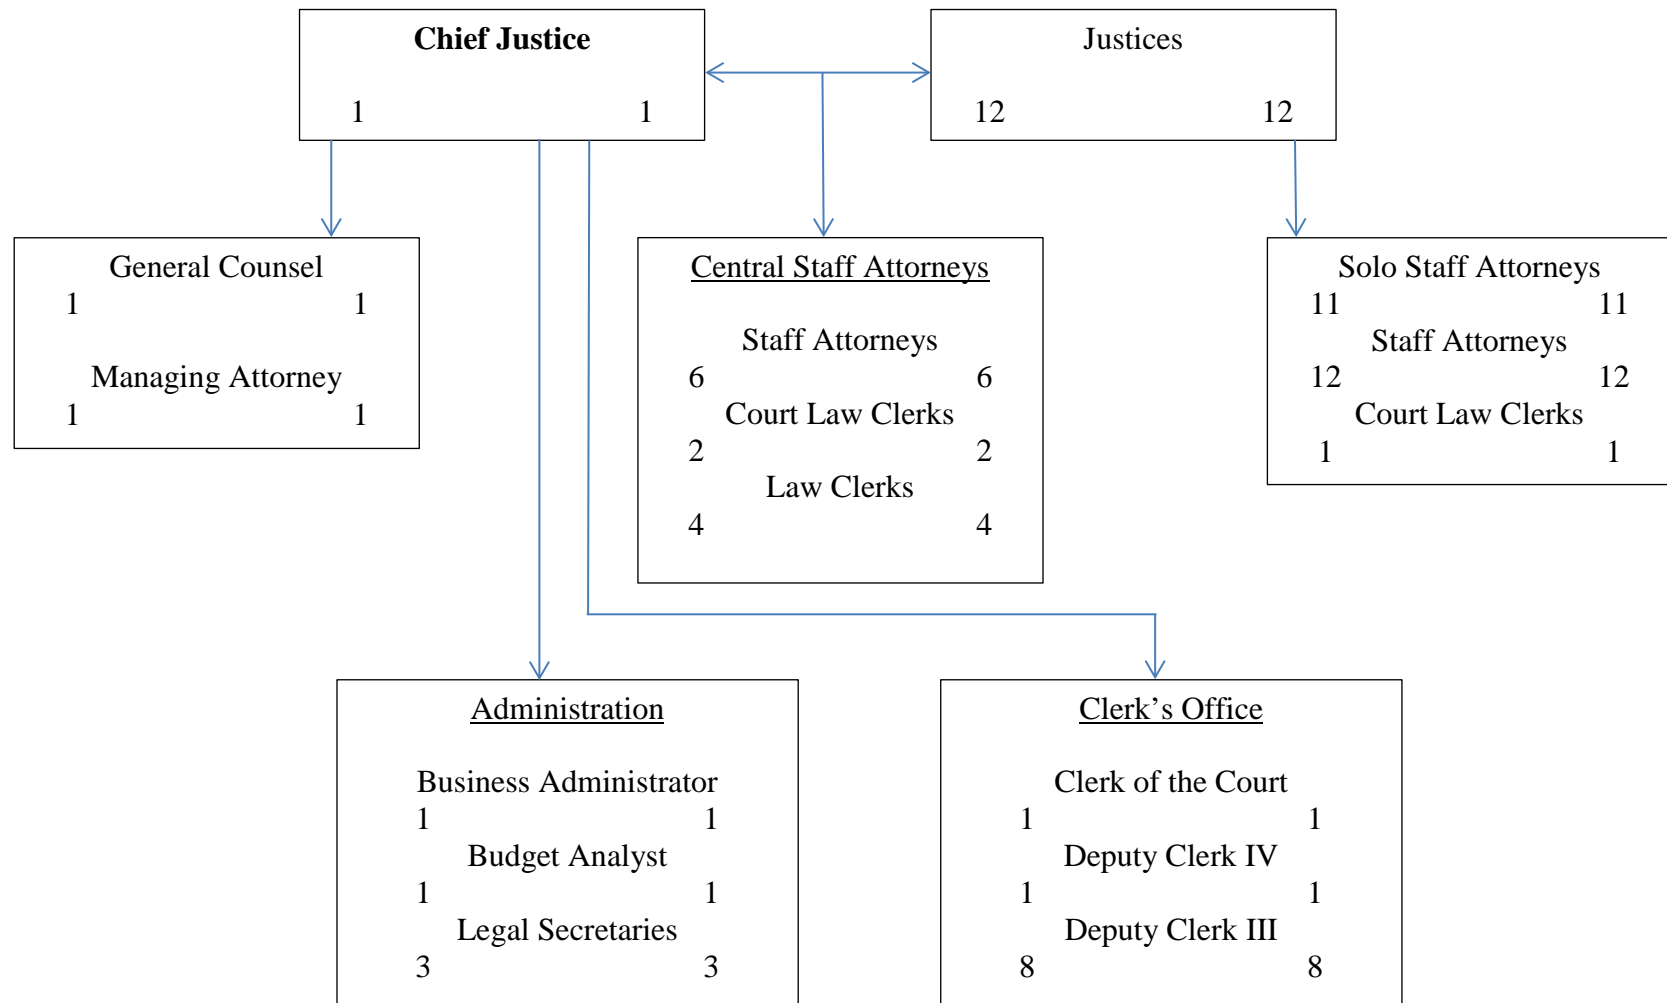 Chief Justice
1 1
Justices
12 12
General Counsel
1 1
Managing Attorney
1 1
Central Staff Attorneys
Staff Attorneys
6 6
Court Law Clerks
2 2
Law Clerks
4 4
Solo Staff Attorneys
11 11
Staff Attorneys
12 12
Court Law Clerks
1 1
Administration
Business Administrator
1 1
Budget Analyst
1 1
Legal Secretaries
3 3
Clerk’s Office
Clerk of the Court
1 1
Deputy Clerk IV
1 1
Deputy Clerk III
8 8